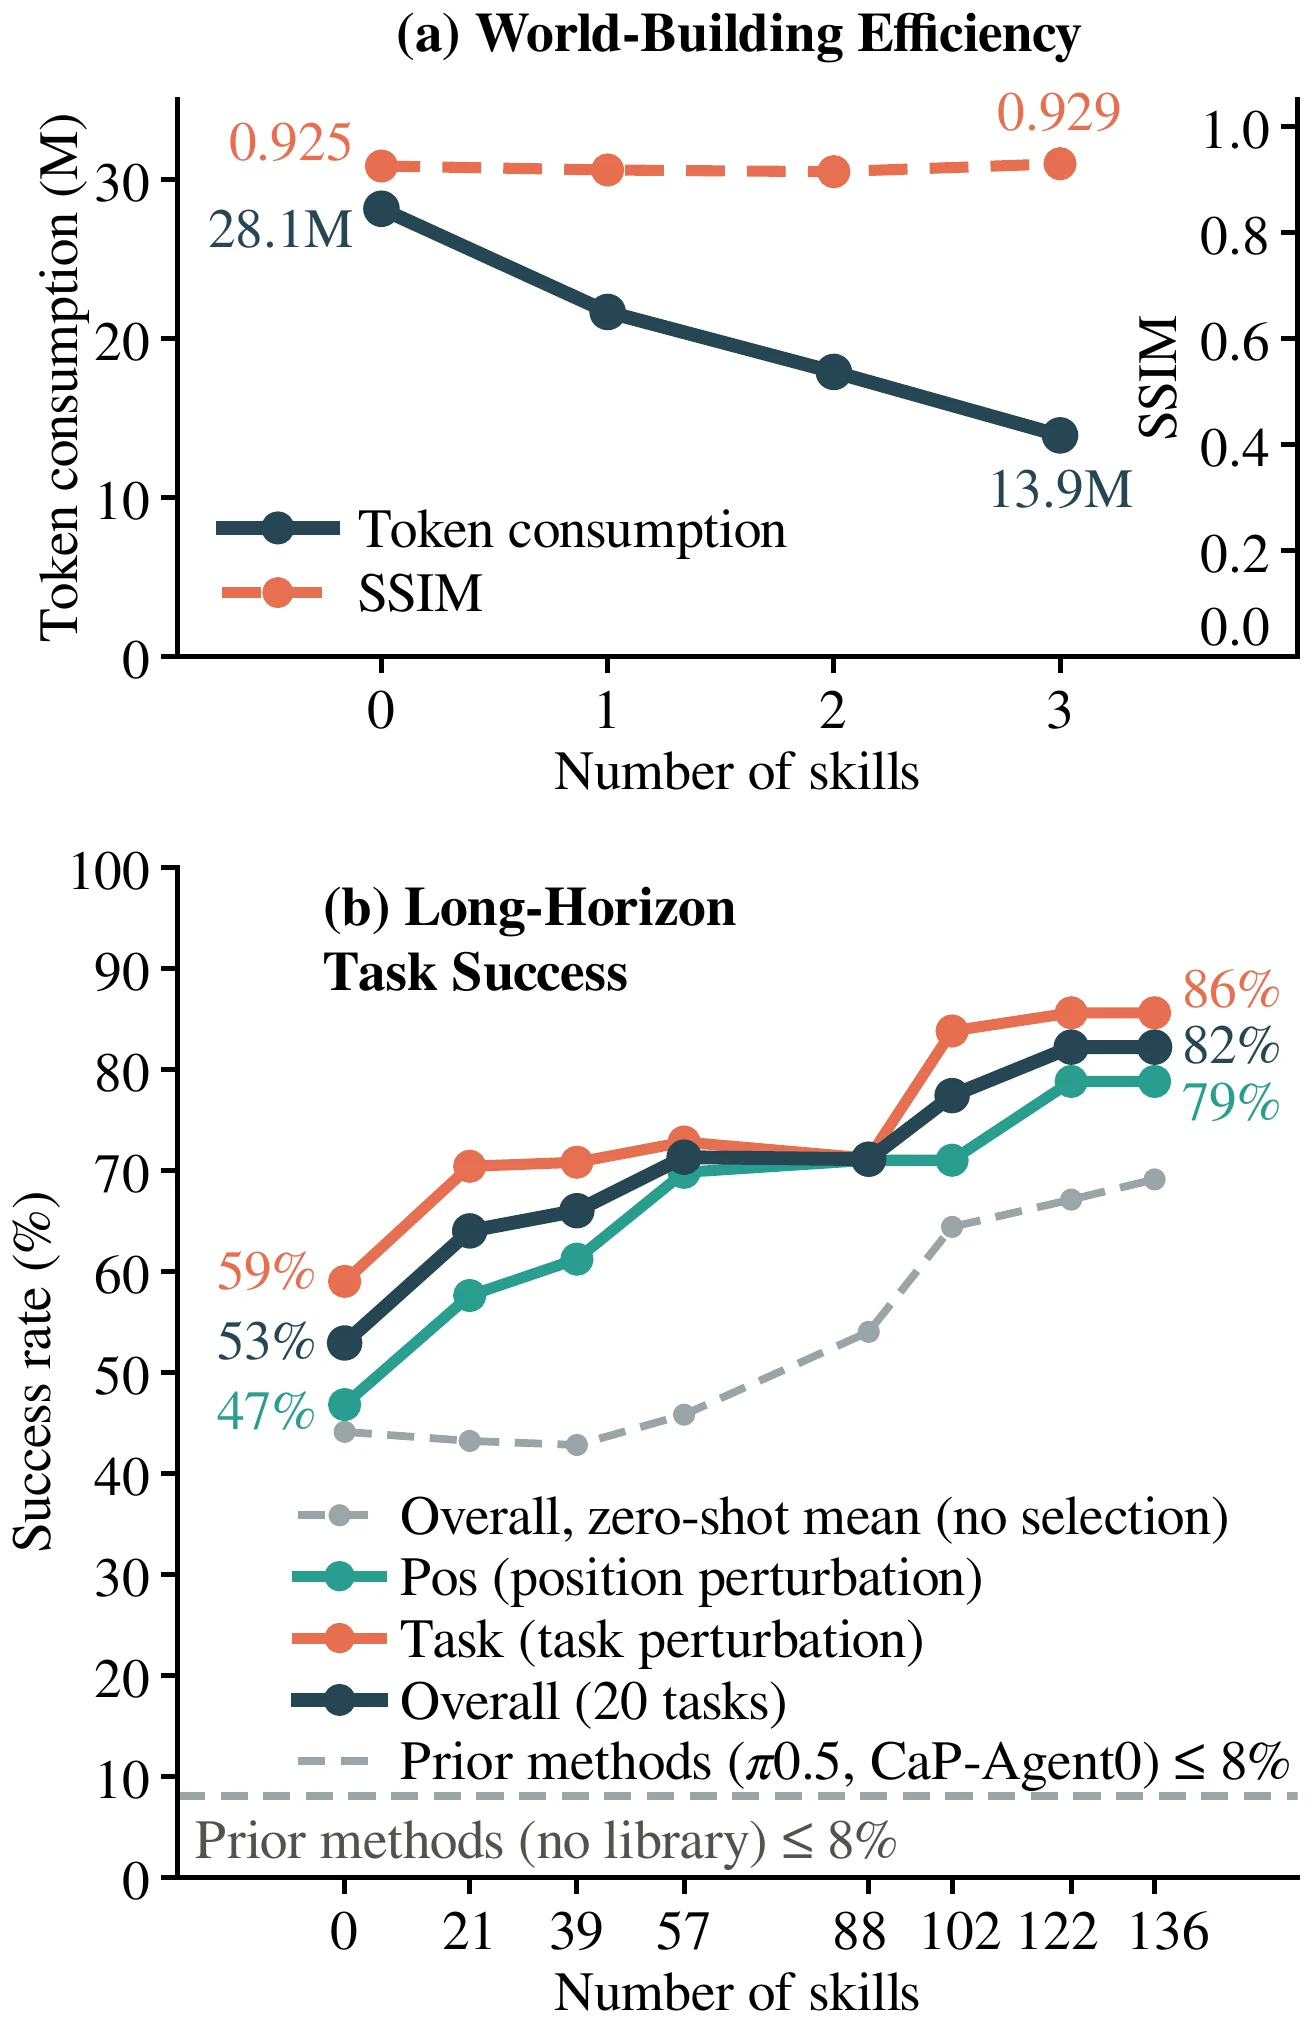 (a) World-Building Efficiency
Token consumption (M)
30
20
10
0
0.925
28.1M
0.929
13.9M
Token consumption
SSIM
SSIM
1.0
0.8
0.6
0.4
0.2
0.0
0 1 2 3
Number of skills
(b) Long-Horizon
Task Success
Success rate (%)
100
90
80
70
60
50
40
30
20
10
0
59%
53%
47%
86%
82%
79%
Overall, zero-shot mean (no selection)
Pos (position perturbation)
Task (task perturbation)
Overall (20 tasks)
Prior methods (π0.5, CaP-Agent0) ≤ 8%
Prior methods (no library) ≤ 8%
0 21 39 57 88 102 122 136
Number of skills